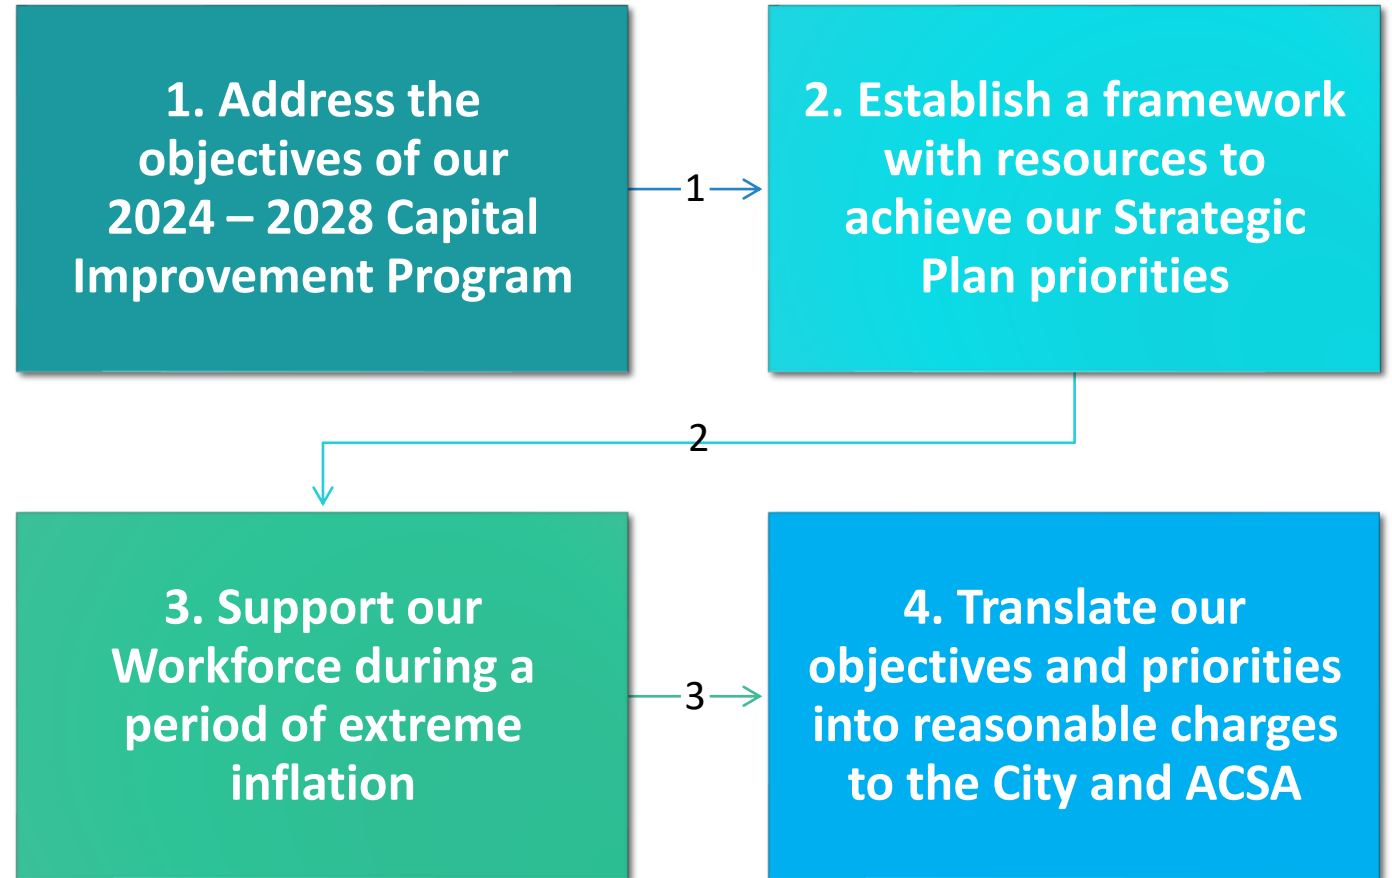 1. Address the
objectives of our
2024 – 2028 Capital
Improvement Program
1
2. Establish a framework
with resources to
achieve our Strategic
Plan priorities
2
3. Support our
Workforce during a
period of extreme
inflation
3
4. Translate our
objectives and priorities
into reasonable charges
to the City and ACSA